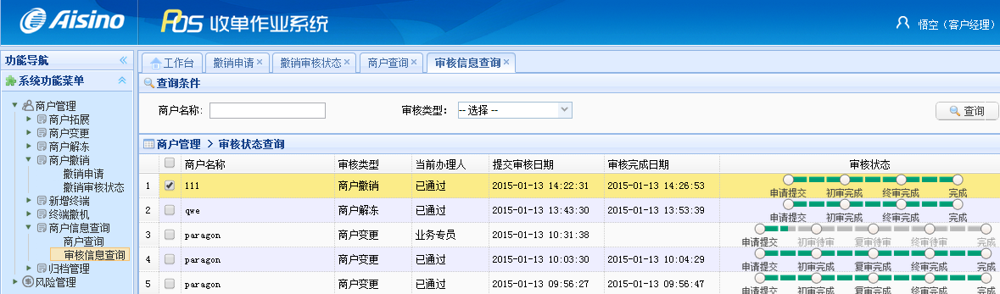 Aisino POS 收单作业系统 悟空（客户经理）
功能导航 《 工作台 撤销申请 × 撤销审核状态 × 商户查询 × 审核信息查询 ×
系统功能菜单 查询条件
商户管理
商户拓展
商户变更
商户解冻
商户撤销
撤销申请
撤销审核状态
新增终端
终端撤机
商户信息查询
商户查询
审核信息查询
归档管理
风险管理
商户名称: 审核类型: -- 选择 -- 查询
商户管理 > 审核状态查询
商户名称 审核类型 当前办理人 提交审核日期 审核完成日期 审核状态
1 111 商户撤销 已通过 2015-01-13 14:22:31 2015-01-13 14:26:53
申请提交 初审完成 终审完成 完成
2 qwe 商户解冻 已通过 2015-01-13 13:43:30 2015-01-13 13:53:39
申请提交 初审完成 终审完成 完成
3 paragon 商户变更 业务专员 2015-01-13 10:31:38
申请提交 初审待审 复审待审 终审待审 完成
4 paragon 商户变更 已通过 2015-01-13 10:03:30 2015-01-13 10:04:29
申请提交 初审完成 复审完成 终审完成 完成
5 paragon 商户变更 已通过 2015-01-13 09:56:27 2015-01-13 09:56:47
申请提交 初审完成 复审完成 终审完成 完成